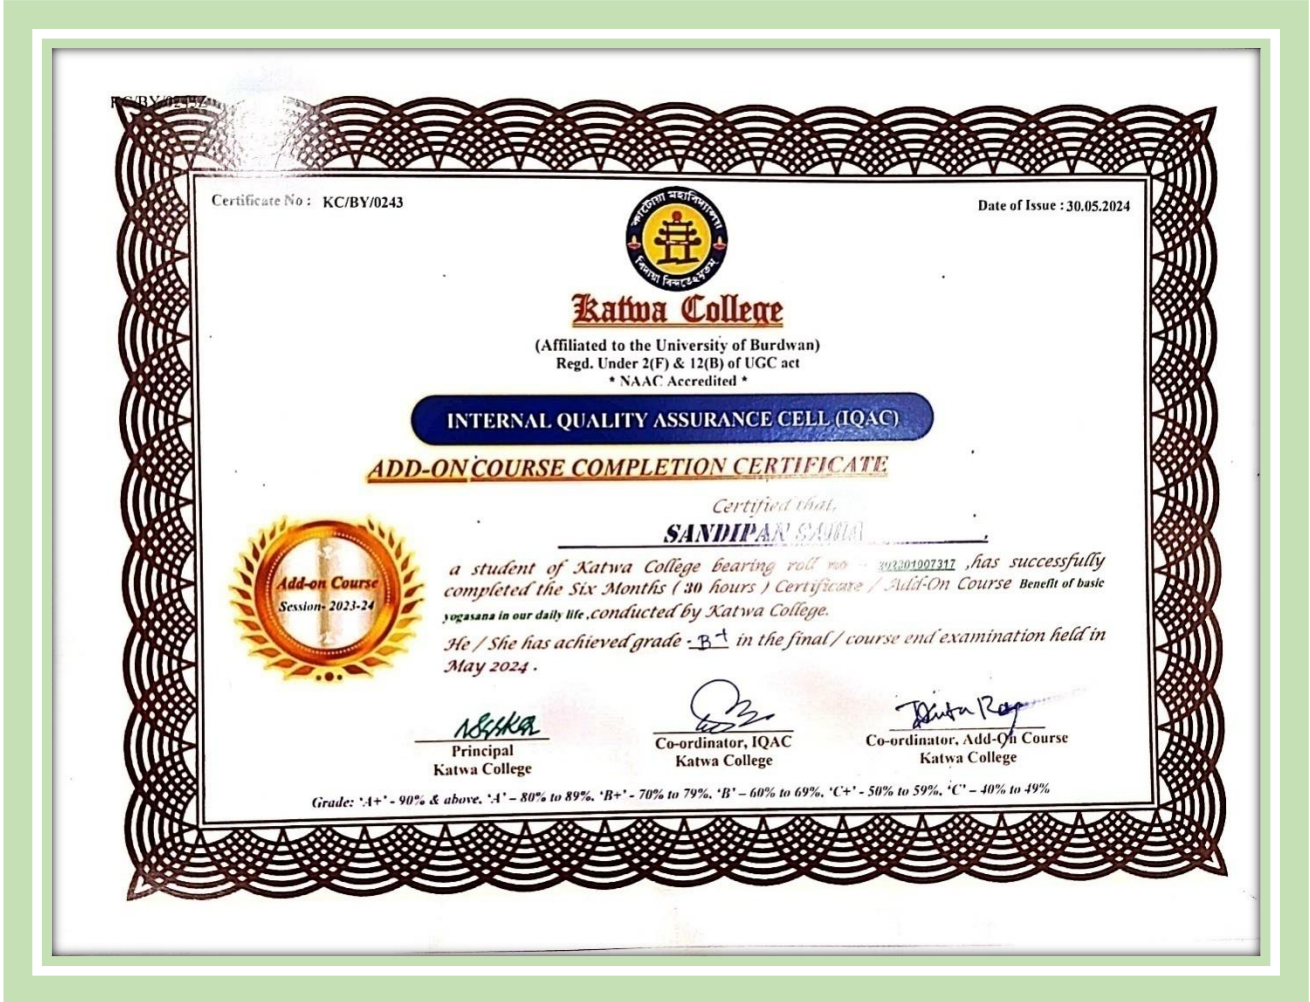 Certificate No : KC/BY/0243
Date of Issue : 30.05.2024
কাটোয়া মহাবিদ্যালয়
Katwa College
(Affiliated to the University of Burdwan)
Regd. Under 2(F) & 12(B) of UGC act
* NAAC Accredited *
INTERNAL QUALITY ASSURANCE CELL (IQAC)
ADD-ON COURSE COMPLETION CERTIFICATE
Certified that,
SANDIPAN
Add-on Course
Session- 2023-24
a student of Katwa College bearing roll no - ,has successfully
completed the Six Months ( 30 hours ) Certificate / Add-On Course Benefit of basic
yogasana in our daily life ,conducted by Katwa College.
He / She has achieved grade - B+ in the final / course end examination held in
May 2024 .
Principal
Katwa College
Co-ordinator, IQAC
Katwa College
Co-ordinator, Add-On Course
Katwa College
Grade: 'A+' - 90% & above, 'A' – 80% to 89%, 'B+' - 70% to 79%, 'B' – 60% to 69%, 'C+' - 50% to 59%, 'C' – 40% to 49%